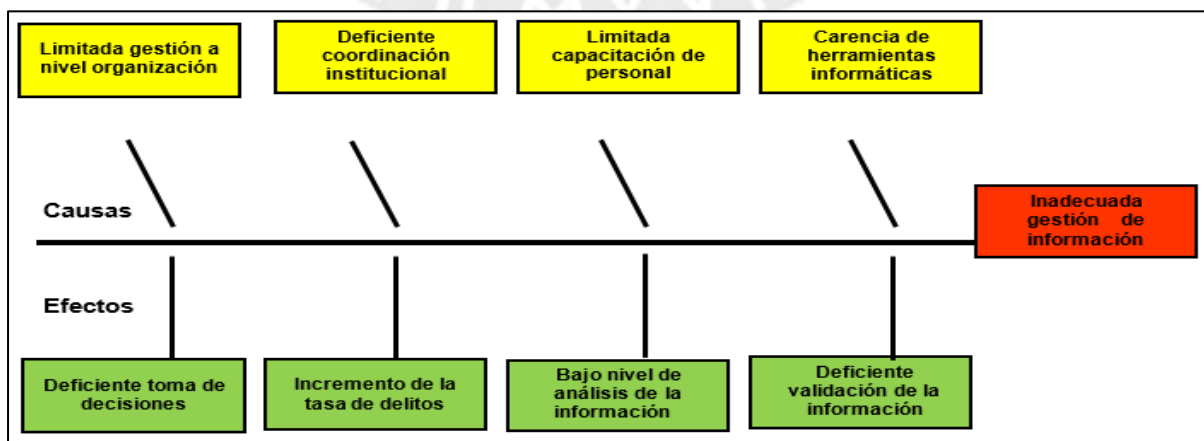 Limitada gestión a
nivel organización
Deficiente
coordinación
institucional
Limitada
capacitación de
personal
Carencia de
herramientas
informáticas
Causas
Inadecuada
gestión de
información
Efectos
Deficiente toma de
decisiones
Incremento de la
tasa de delitos
Bajo nivel de
análisis de la
información
Deficiente
validación de la
información